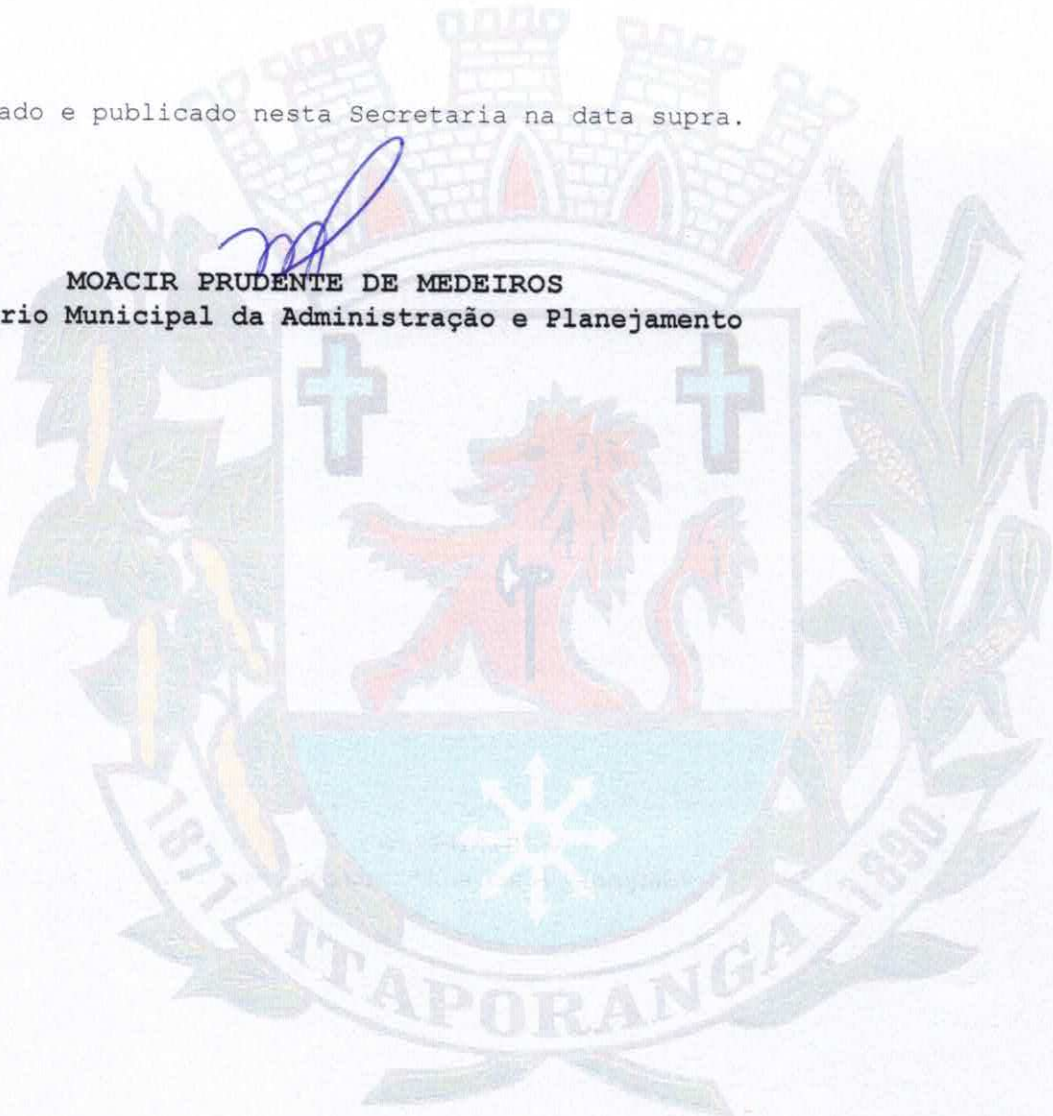 ado e publicado nesta Secretaria na data supra.
MOACIR PRUDENTE DE MEDEIROS
rio Municipal da Administração e Planejamento
1871
ITAPORANGA
1890